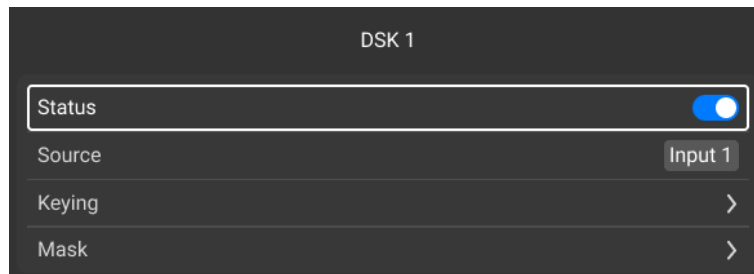 DSK 1
Status
Source Input 1
Keying
Mask